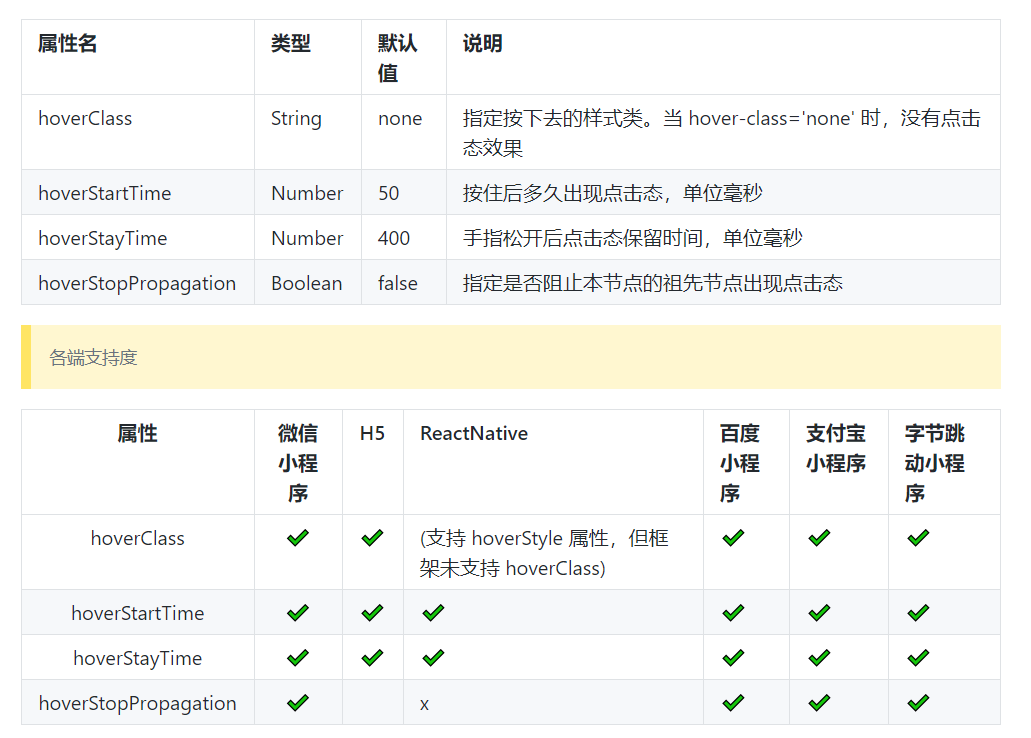 属性名 类型 默认值 说明
hoverClass String none 指定按下去的样式类。当 hover-class='none' 时，没有点击
态效果
hoverStartTime Number 50 按住后多久出现点击态，单位毫秒
hoverStayTime Number 400 手指松开后点击态保留时间，单位毫秒
hoverStopPropagation Boolean false 指定是否阻止本节点的祖先节点出现点击态
各端支持度
属性 微信小程序 H5 ReactNative 百度小程序 支付宝小程序 字节跳动小程序
hoverClass ✔ ✔ (支持 hoverStyle 属性，但框 ✔ ✔ ✔
架未支持 hoverClass)
hoverStartTime ✔ ✔ ✔ ✔ ✔ ✔
hoverStayTime ✔ ✔ ✔ ✔ ✔ ✔
hoverStopPropagation ✔ x ✔ ✔ ✔